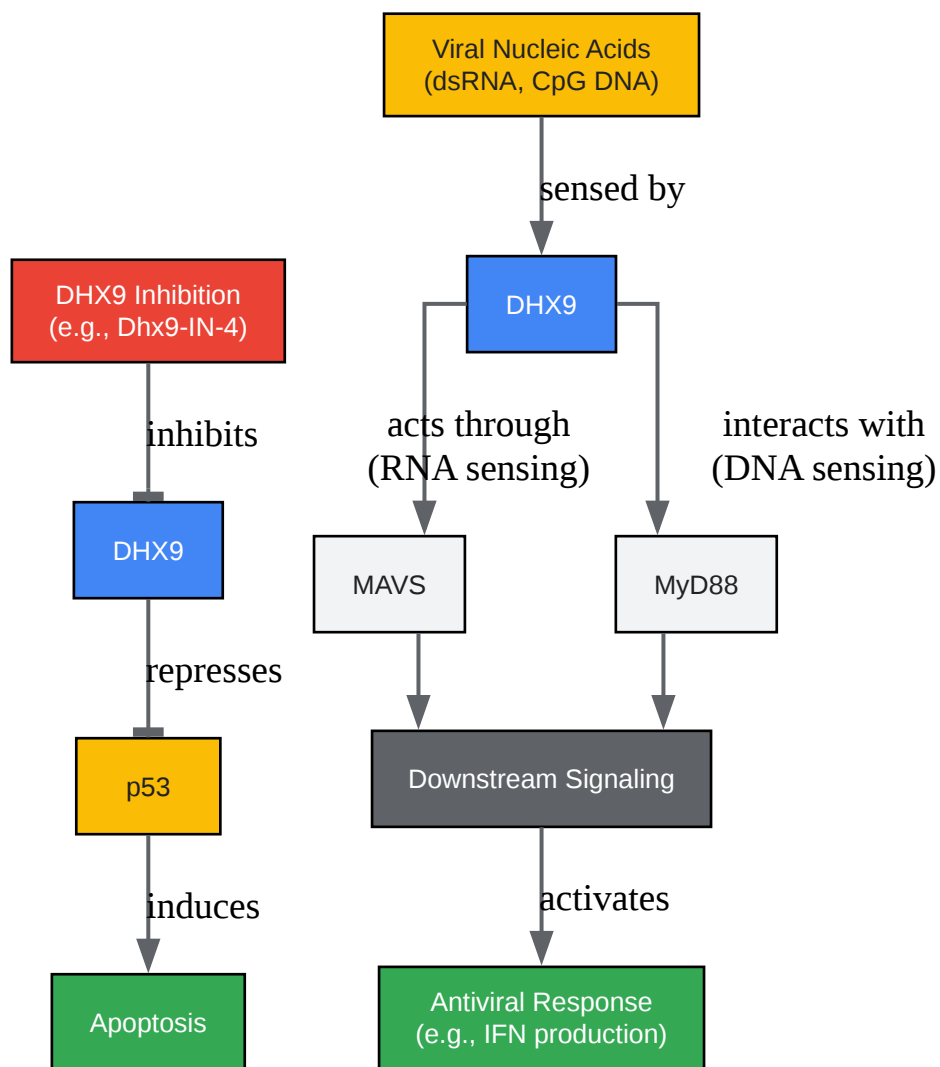 Viral Nucleic Acids
(dsRNA, CpG DNA)
sensed by
DHX9
acts through
(RNA sensing)
interacts with
(DNA sensing)
MAVS
MyD88
Downstream Signaling
activates
Antiviral Response
(e.g., IFN production)
DHX9 Inhibition
(e.g., Dhx9-IN-4)
inhibits
DHX9
represses
p53
induces
Apoptosis